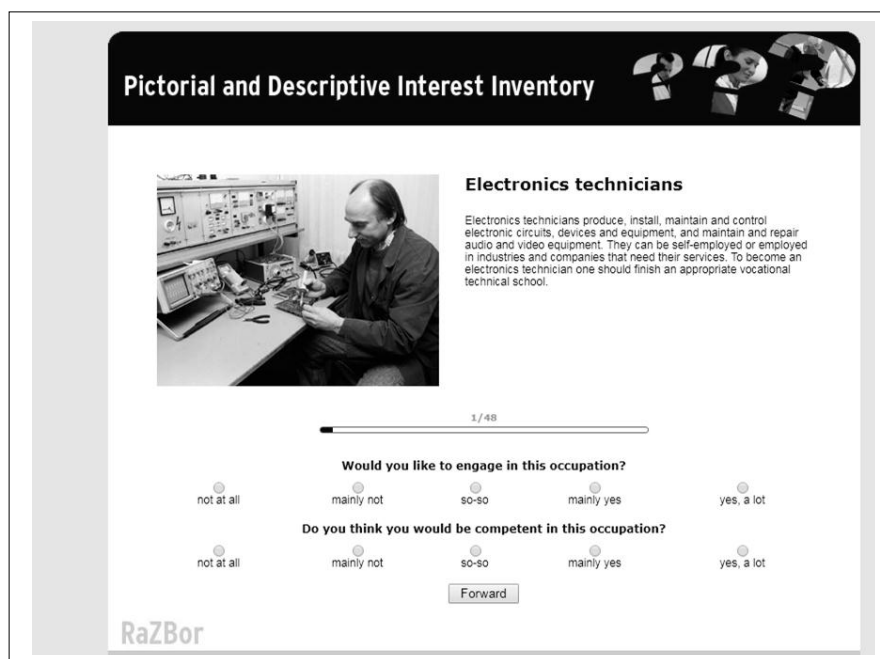 Pictorial and Descriptive Interest Inventory
Electronics technicians
Electronics technicians produce, install, maintain and control
electronic circuits, devices and equipment, and maintain and repair
audio and video equipment. They can be self-employed or employed
in industries and companies that need their services. To become an
electronics technician one should finish an appropriate vocational
technical school.
1/48
Would you like to engage in this occupation?
not at all mainly not so-so mainly yes yes, a lot
Do you think you would be competent in this occupation?
not at all mainly not so-so mainly yes yes, a lot
Forward
RaZBor